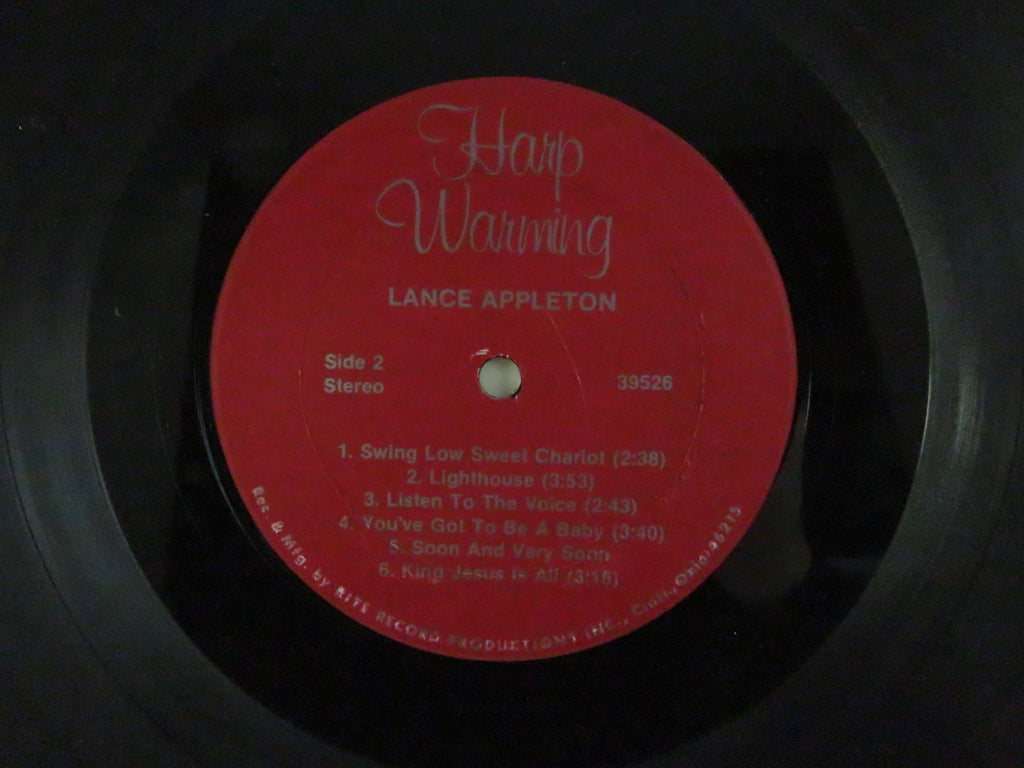 Harp
Warming
LANCE APPLETON
Side 2
Stereo
39526
1. Swing Low Sweet Chariot (2:38)
2. Lighthouse (3:53)
3. Listen To The Voice (2:43)
4. You've Got To Be A Baby (3:40)
5. Soon And Very Soon
6. King Jesus Is All (3:16)
Rec. & Mfg. by RITE RECORD PRODUCTIONS INC., Cinti, Ohio 45215